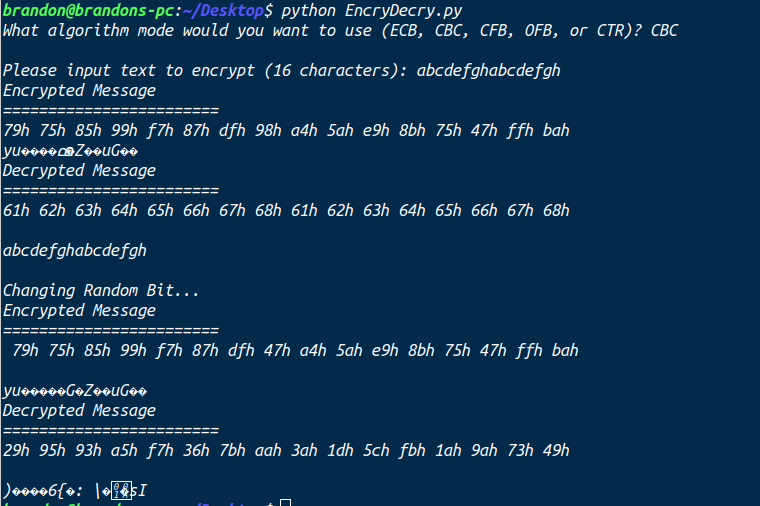 brandon@brandons-pc:~/Desktop$ python EncryDecry.py
What algorithm mode would you want to use (ECB, CBC, CFB, OFB, or CTR)? CBC
Please input text to encrypt (16 characters): abcdefghabcdefgh
Encrypted Message
========================
79h 75h 85h 99h f7h 87h dfh 98h a4h 5ah e9h 8bh 75h 47h ffh bah
yu�����Z��uG��
Decrypted Message
========================
61h 62h 63h 64h 65h 66h 67h 68h 61h 62h 63h 64h 65h 66h 67h 68h
abcdefghabcdefgh
Changing Random Bit...
Encrypted Message
========================
79h 75h 85h 99h f7h 87h dfh 47h a4h 5ah e9h 8bh 75h 47h ffh bah
yu�����G�Z��uG��
Decrypted Message
========================
29h 95h 93h a5h f7h 36h 7bh aah 3ah 1dh 5ch fbh 1ah 9ah 73h 49h
)����6{�: \��sI